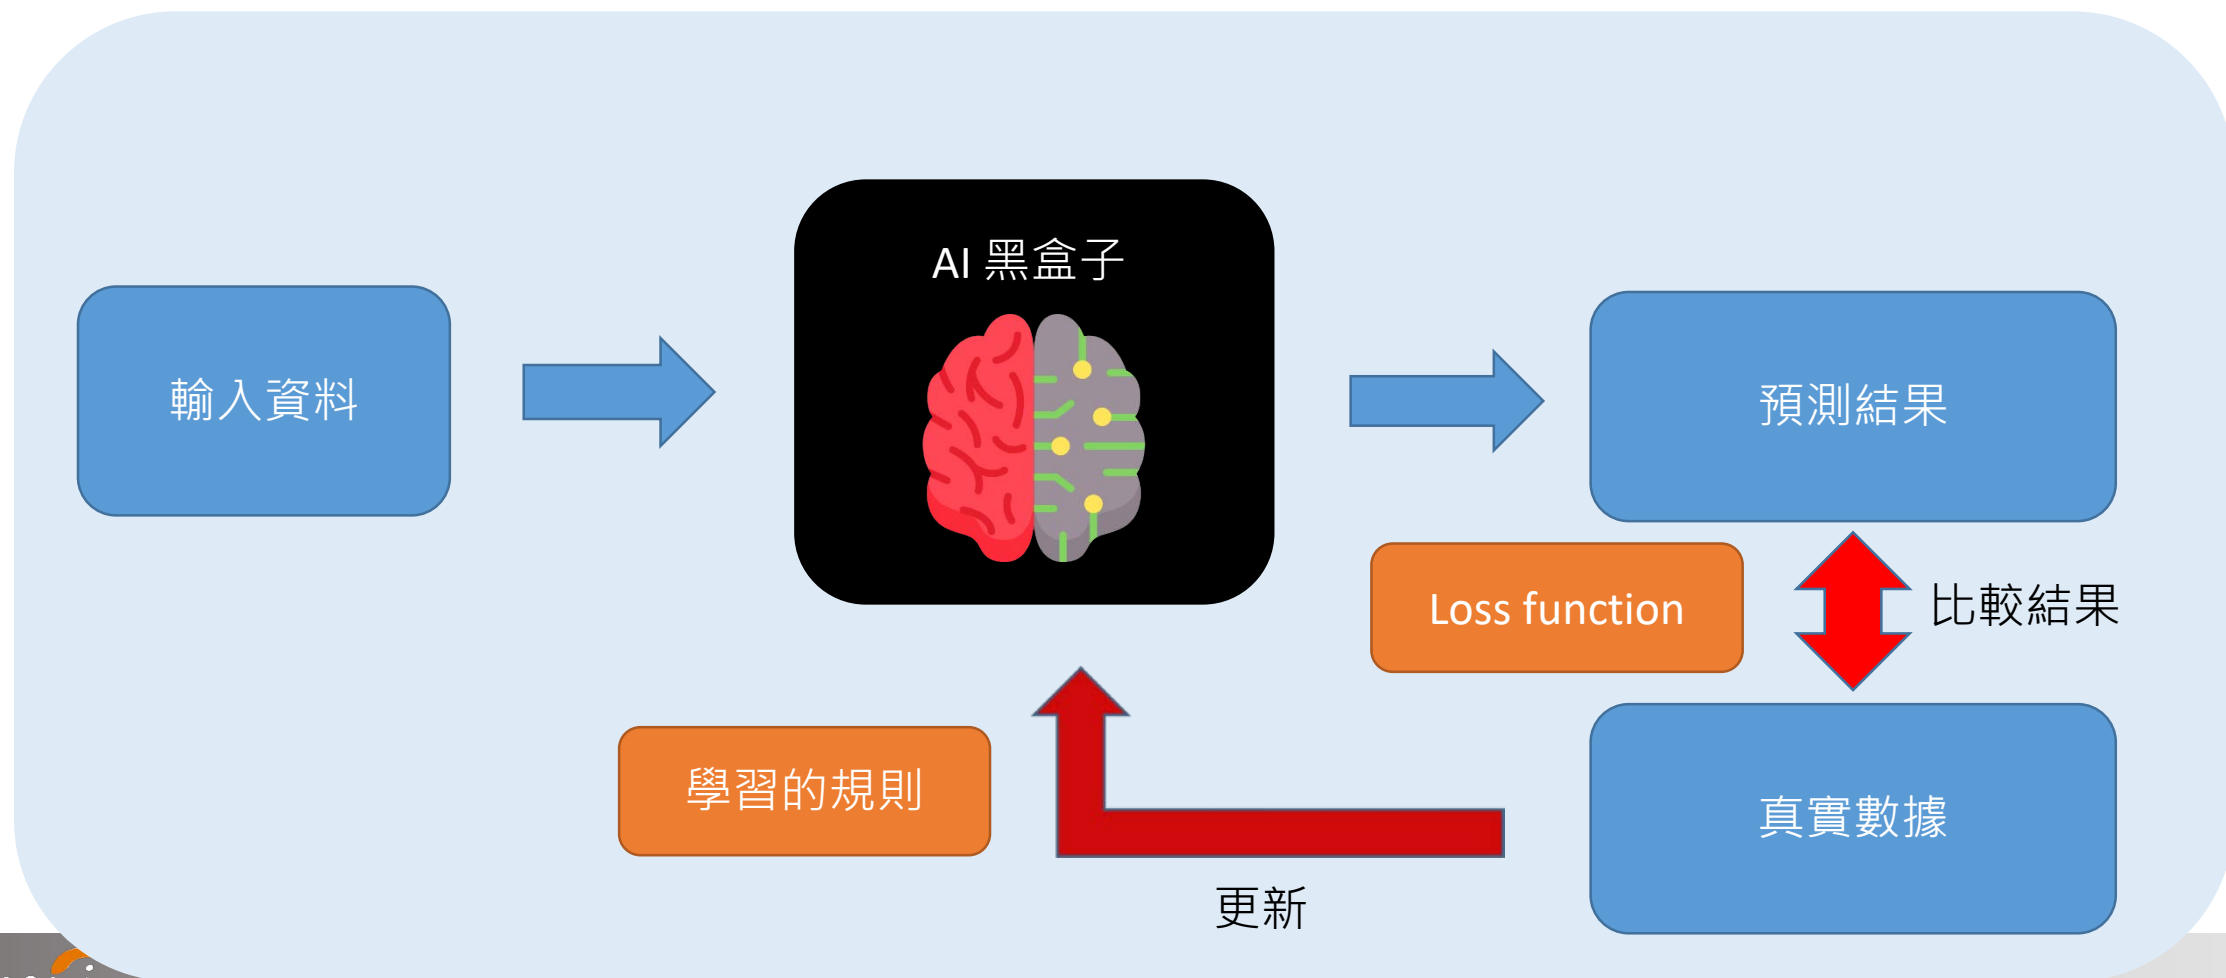 AI 黑盒子
輸入資料
預測結果
Loss function
比較結果
學習的規則
真實數據
更新